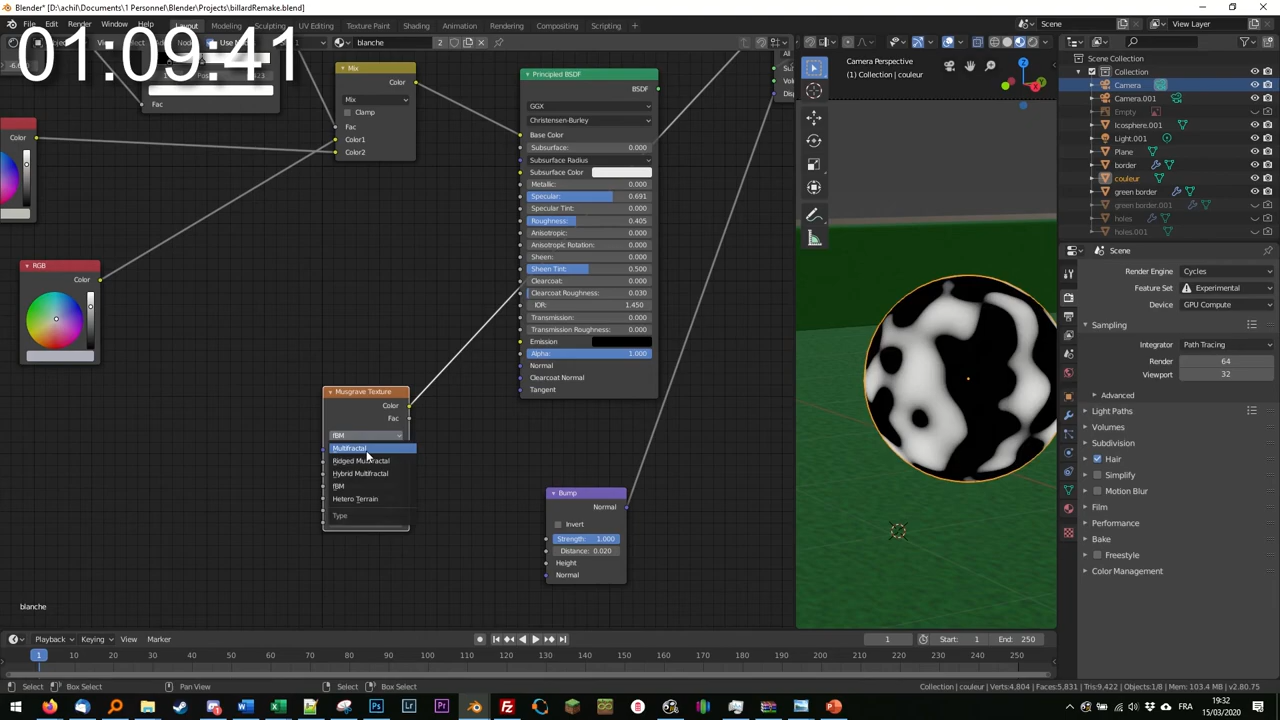 Blender* [D:\achil\Documents\1 Personnel\Blender\Projects\billardRemake.blend]
File Edit Render Window Help Layout Modeling Sculpting UV Editing Texture Paint Shading Animation Rendering Compositing Scripting
Scene View Layer
01:09:41
Use No
blanche 2
Fac
Mix
Color
Mix
Clamp
Fac
Color1
Color2
Color
RGB
Color
Principled BSDF
BSDF
GGX
Christensen-Burley
Base Color
Subsurface: 0.000
Subsurface Radius
Subsurface Color
Metallic: 0.000
Specular: 0.691
Specular Tint: 0.000
Roughness: 0.405
Anisotropic: 0.000
Anisotropic Rotation: 0.000
Sheen: 0.000
Sheen Tint: 0.500
Clearcoat: 0.000
Clearcoat Roughness: 0.030
IOR: 1.450
Transmission: 0.000
Transmission Roughness: 0.000
Emission
Alpha: 1.000
Normal
Clearcoat Normal
Tangent
Musgrave Texture
Color
Fac
fBM
Multifractal
Ridged Multifractal
Hybrid Multifractal
fBM
Hetero Terrain
Type
Bump
Normal
Invert
Strength: 1.000
Distance: 0.020
Height
Normal
blanche
Camera Perspective
(1) Collection | couleur
Scene Collection
Collection
Camera
Camera.001
Empty
Icosphere.001
Light.001
Plane
border
couleur
green border
green border.001
holes
holes.001
Scene
Render Engine Cycles
Feature Set Experimental
Device GPU Compute
Sampling
Integrator Path Tracing
Render 64
Viewport 32
Advanced
Light Paths
Volumes
Subdivision
Hair
Simplify
Motion Blur
Film
Performance
Bake
Freestyle
Color Management
Playback Keying View Marker
1 Start: 1 End: 250
1 10 20 30 40 50 60 70 80 90 100 110 120 130 140 150 160 170 180 190 200 210 220 230 240 250
Select Box Select Pan View Select Box Select
Collection | couleur | Verts:4,804 | Faces:5,831 | Tris:9,422 | Objects:1/8 | Mem: 103.4 MB | v2.80.75
FRA
19:32
15/03/2020